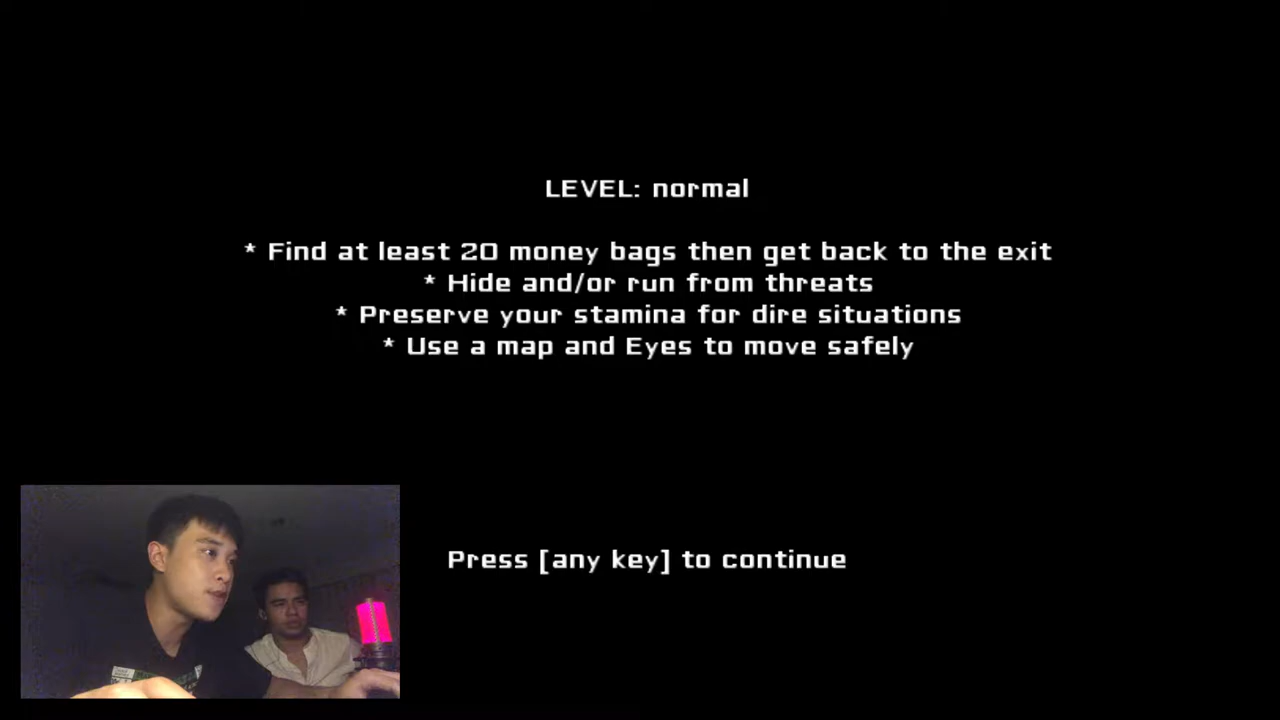 LEVEL: normal
* Find at least 20 money bags then get back to the exit
* Hide and/or run from threats
* Preserve your stamina for dire situations
* Use a map and Eyes to move safely
Press [any key] to continue